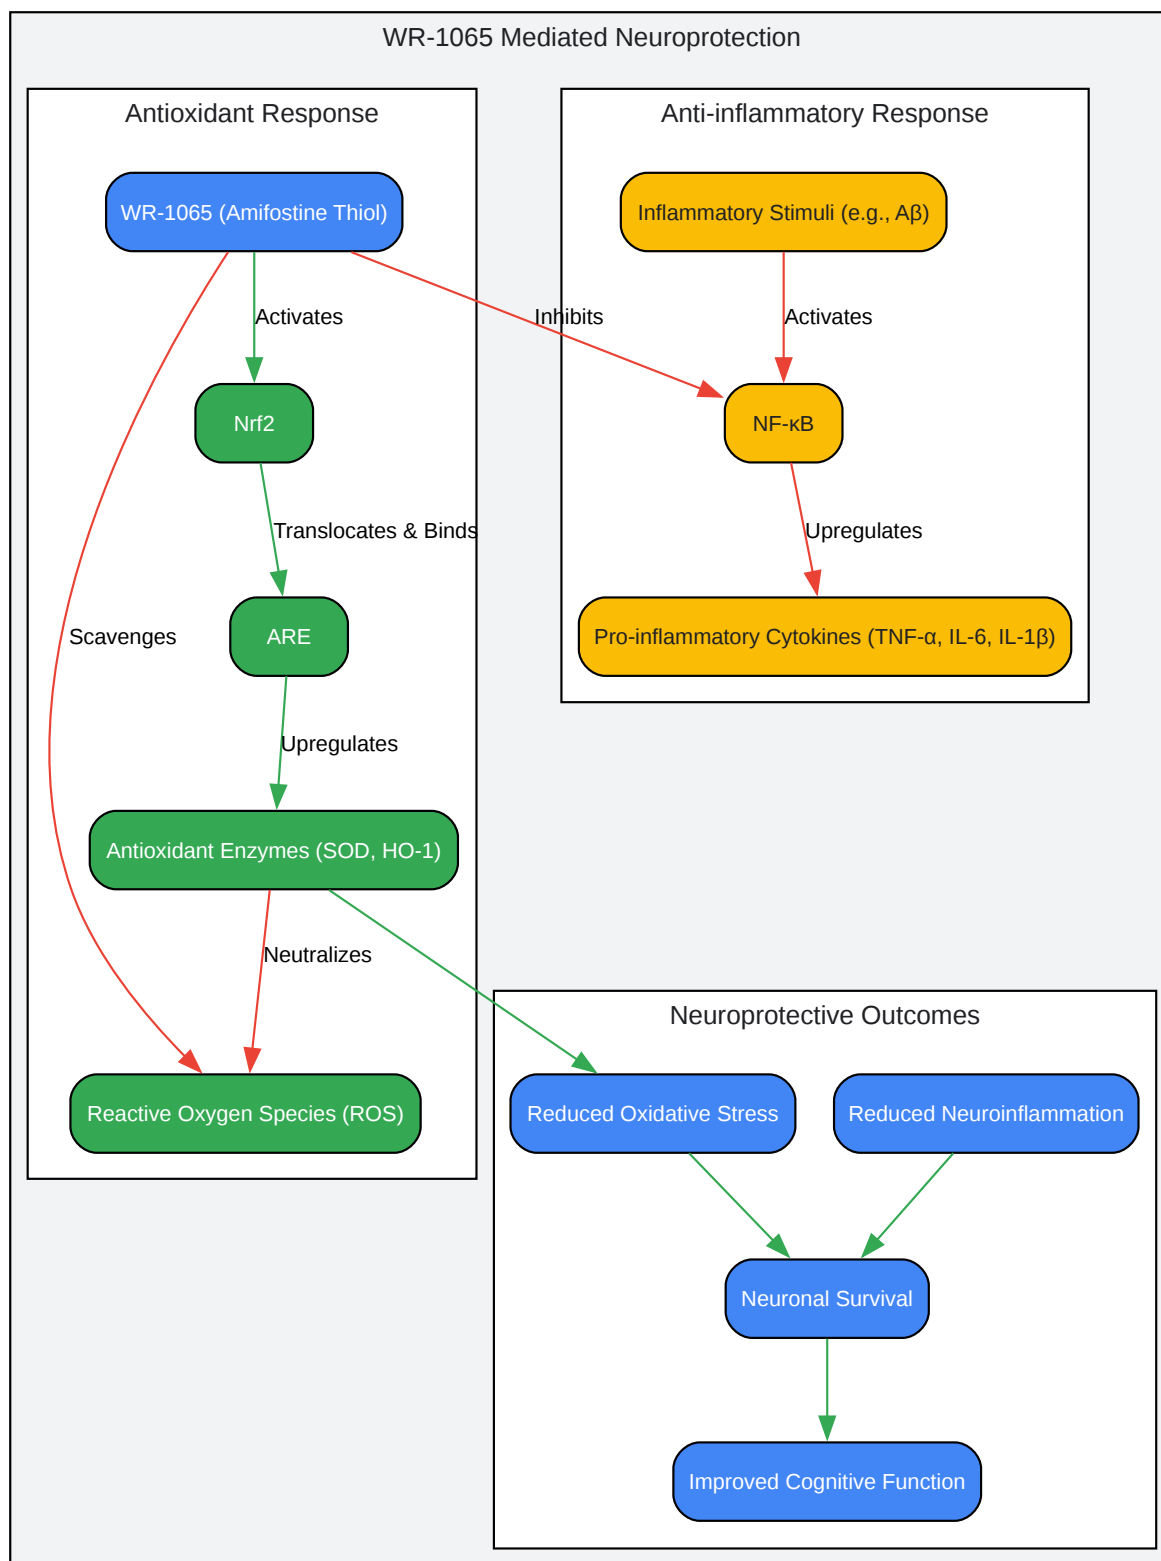 WR-1065 Mediated Neuroprotection
Antioxidant Response
WR-1065 (Amifostine Thiol)
Activates
Nrf2
Translocates & Binds
ARE
Scavenges
Upregulates
Antioxidant Enzymes (SOD, HO-1)
Neutralizes
Reactive Oxygen Species (ROS)
Inhibits
Anti-inflammatory Response
Inflammatory Stimuli (e.g., Aβ)
Activates
NF-κB
Upregulates
Pro-inflammatory Cytokines (TNF-α, IL-6, IL-1β)
Neuroprotective Outcomes
Reduced Oxidative Stress
Reduced Neuroinflammation
Neuronal Survival
Improved Cognitive Function